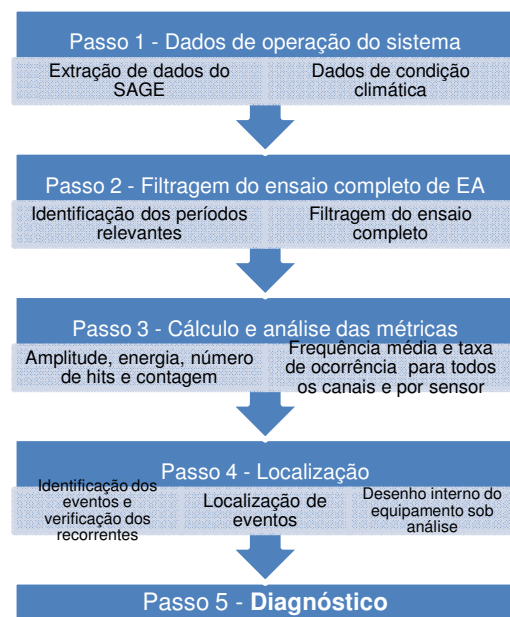 Passo 1 - Dados de operação do sistema
Extração de dados do
SAGE
Dados de condição
climática
Passo 2 - Filtragem do ensaio completo de EA
Identificação dos períodos
relevantes
Filtragem do ensaio
completo
Passo 3 - Cálculo e análise das métricas
Amplitude, energia, número
de hits e contagem
Frequência média e taxa
de ocorrência para todos
os canais e por sensor
Passo 4 - Localização
Identificação dos
eventos e
verificação dos
recorrentes
Localização de
eventos
Desenho interno do
equipamento sob
análise
Passo 5 - Diagnóstico